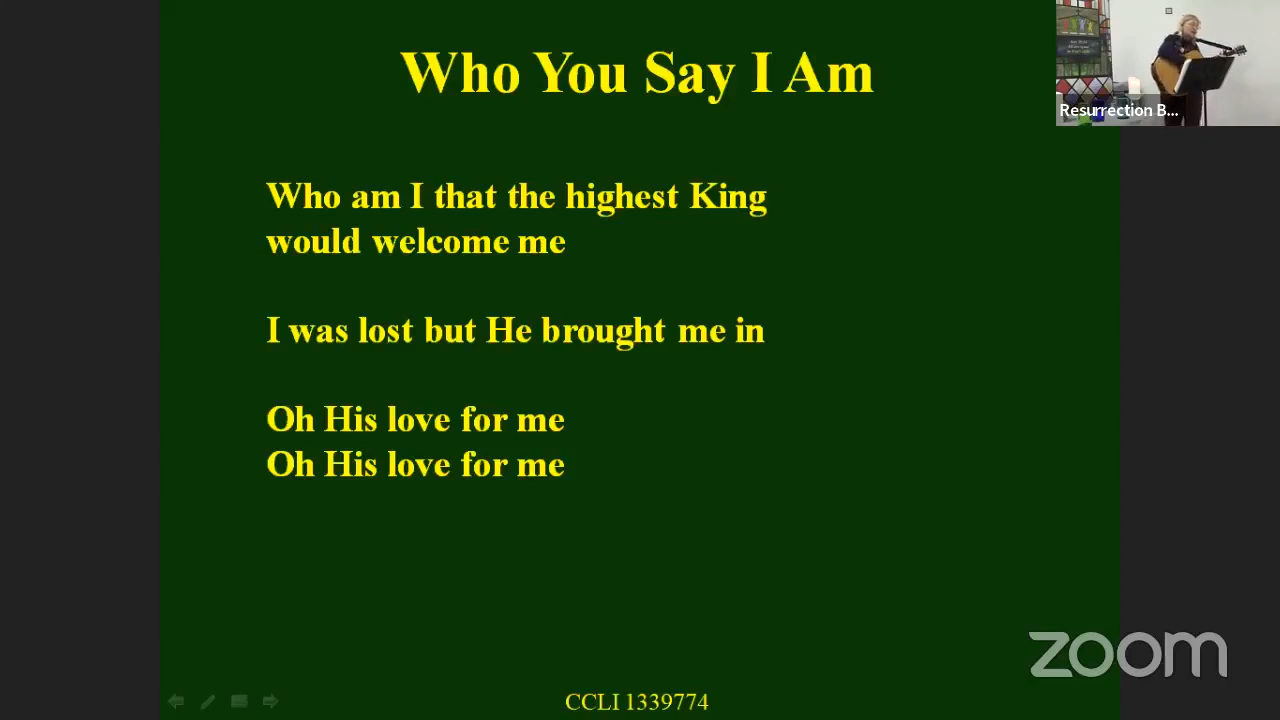 Who You Say I Am
Resurrection B...
Who am I that the highest King
would welcome me
I was lost but He brought me in
Oh His love for me
Oh His love for me
zoom
CCLI 1339774